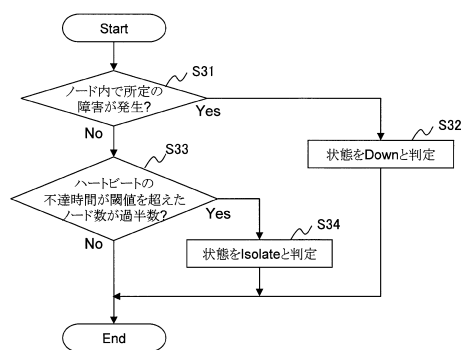 Start
S31
ノード内で所定の
障害が発生?
Yes
No
S32
状態をDownと判定
S33
ハートビートの
不達時間が閾値を超えた
ノード数が過半数?
Yes
No
S34
状態をIsolateと判定
End